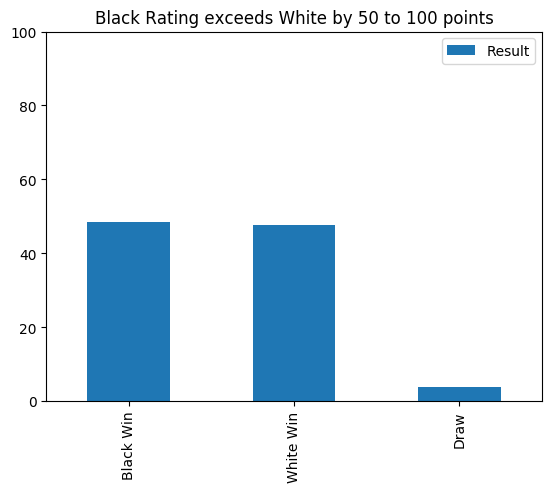 Black Rating exceeds White by 50 to 100 points
Result
100
80
60
40
20
0
Black Win
White Win
Draw